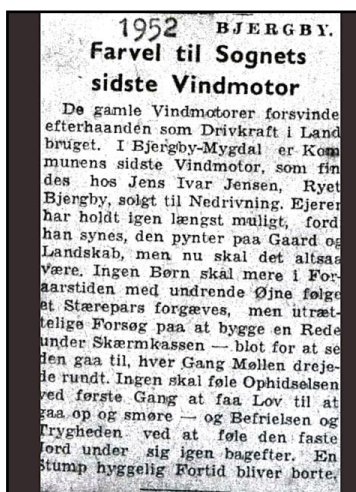 1952 BJERGBY.
Farvel til Sognets
sidste Vindmotor
De gamle Vindmotorer forsvinde
efterhaanden som Drivkraft i Land
bruget. I Bjergby-Mygdal er Kom
munens sidste Vindmotor, som fin
des hos Jens Ivar Jensen, Ryet
Bjergby, solgt til Nedrivning. Ejeren
har holdt igen længst muligt, ford
han synes, den pynter paa Gaard og
Landskab, men nu skal det altsaa
være. Ingen Børn skal mere i For-
aarstiden med undrende Øjne følge
et Stærepars forgæves, men utræt-
telige Forsøg paa at bygge en Rede
under Skærmkassen — blot for at se
den gaa til, hver Gang Møllen dreje-
de rundt. Ingen skal føle Ophidselsen
ved første Gang at faa Lov til at
gaa op og smøre — og Befrielsen og
Trygheden ved at føle den faste
Jord under sig igen bagefter. En
Stump hyggelig Fortid bliver borte.